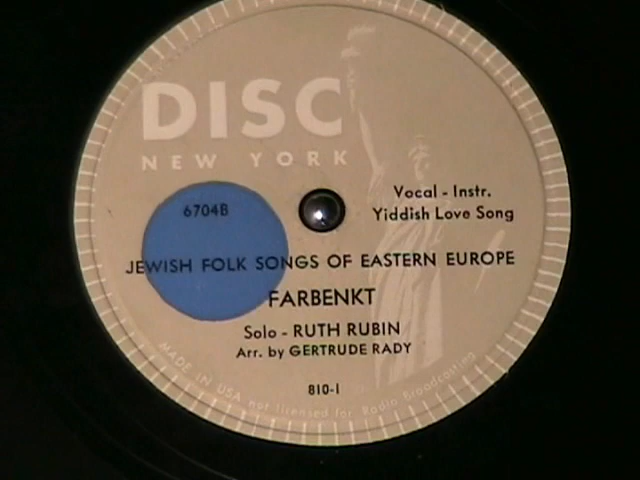 DISC
NEW YORK
6704B
Vocal - Instr.
Yiddish Love Song
JEWISH FOLK SONGS OF EASTERN EUROPE
FARBENKT
Solo - RUTH RUBIN
Arr. by GERTRUDE RADY
810-1
MADE IN USA not licensed for Radio Broadcasting